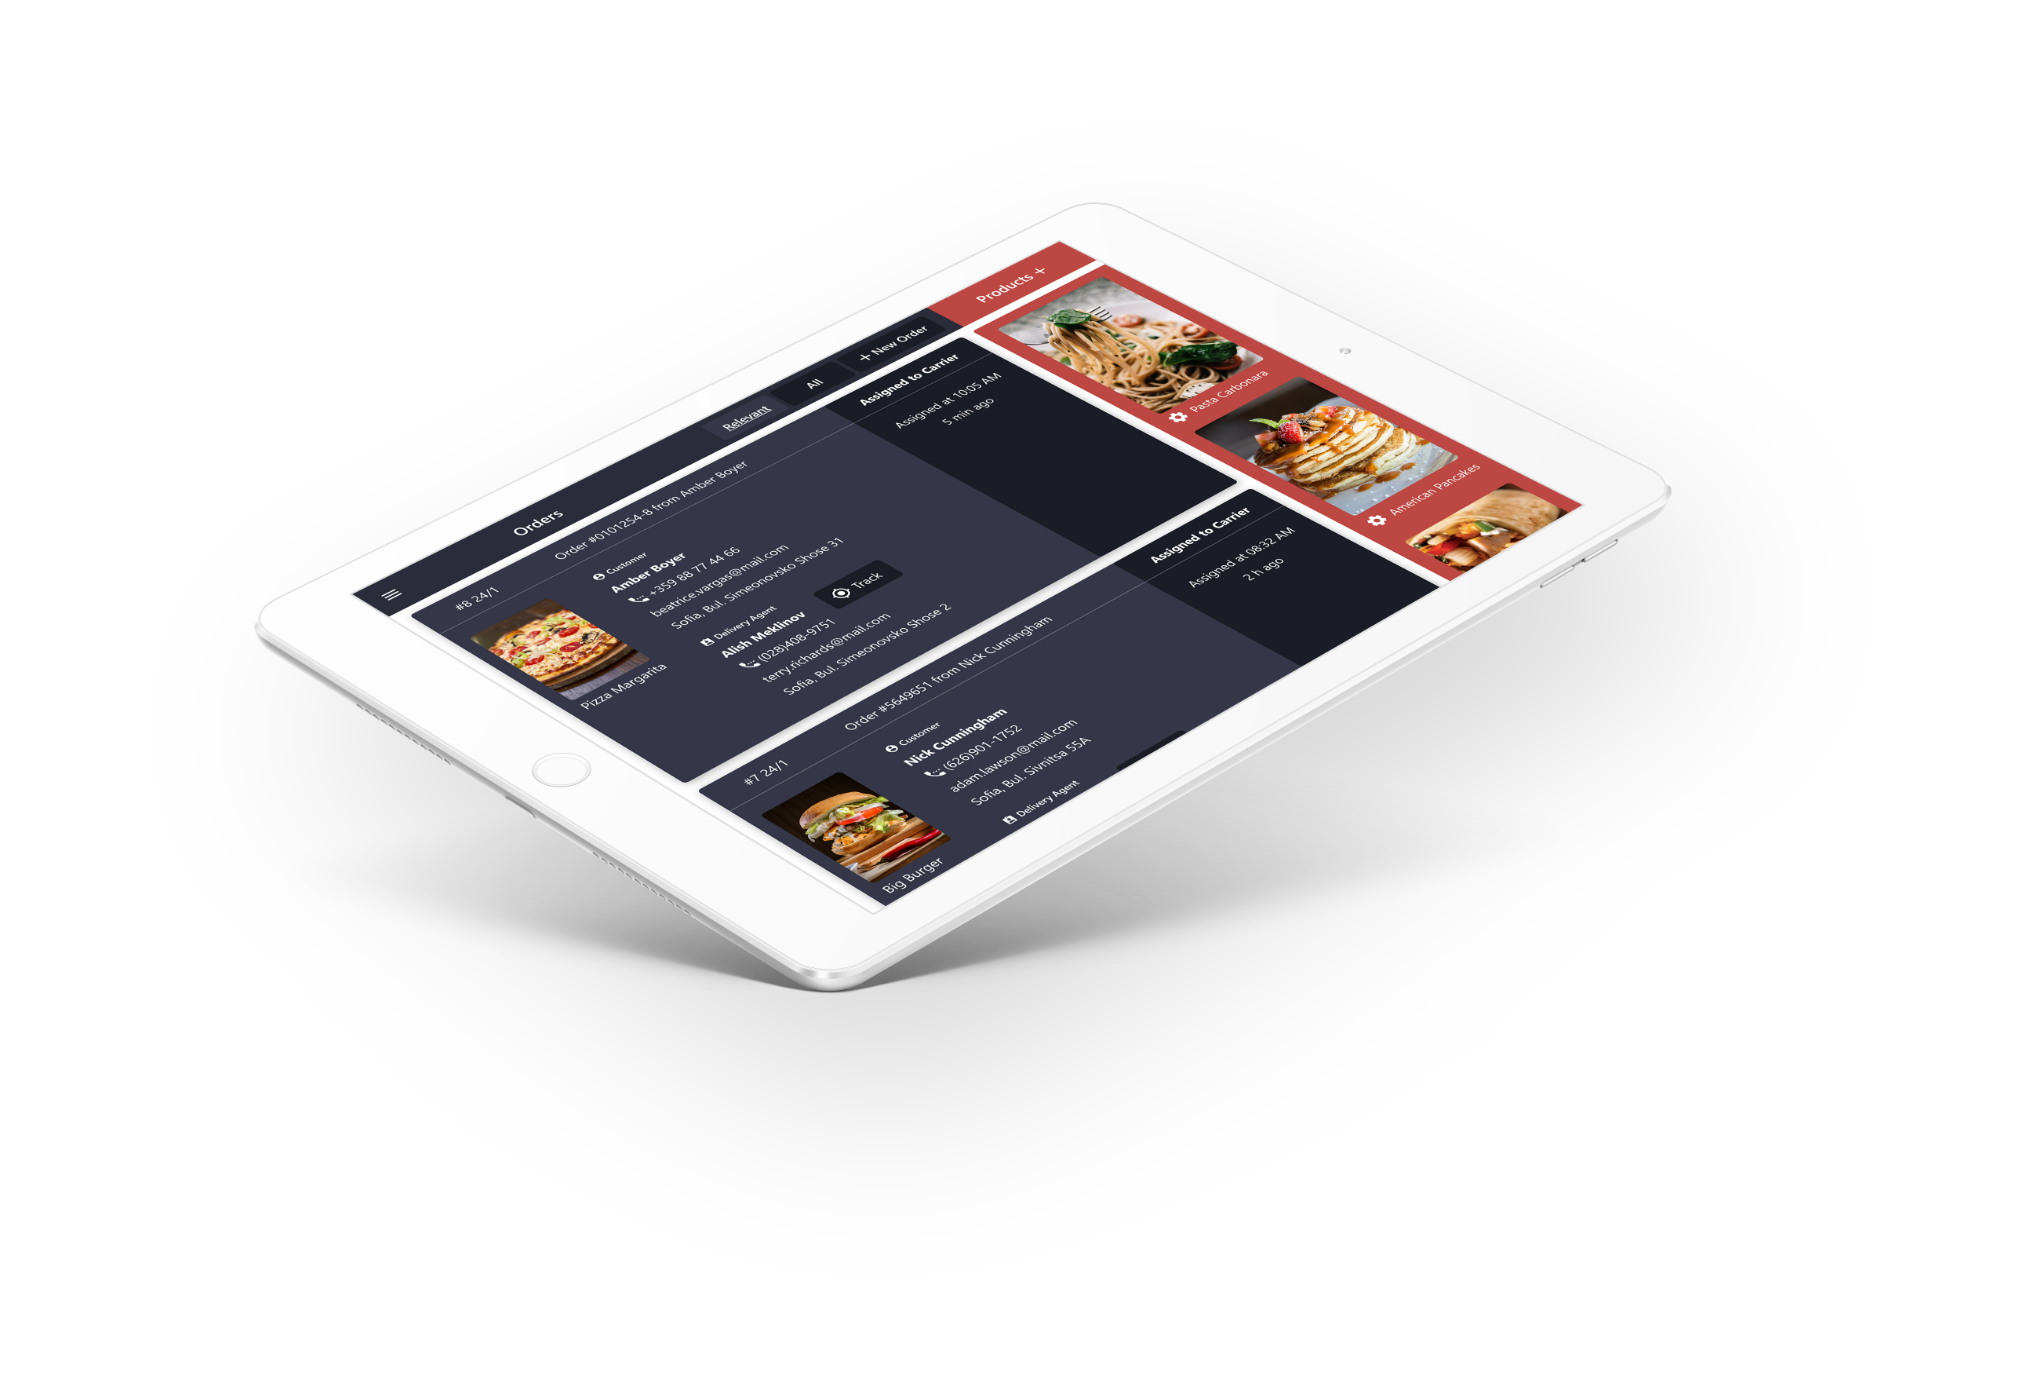 Orders
Relevant
All
+ New Order
Products +
#8 24/1
Order #0101254-8 from Amber Boyer
Assigned to Carrier
Pizza Margarita
Customer
Amber Boyer
+359 88 77 44 66
beatrice.vargas@mail.com
Sofia, Bul. Simeonovsko Shose 31
Delivery Agent
Track
Alish Meklinov
(028)408-9751
terry.richards@mail.com
Sofia, Bul. Simeonovsko Shose 2
Assigned at 10:05 AM
5 min ago
#7 24/1
Order #5649651 from Nick Cunningham
Assigned to Carrier
Big Burger
Customer
Nick Cunningham
(626)901-1752
adam.lawson@mail.com
Sofia, Bul. Sivnitsa 55A
Delivery Agent
Assigned at 08:32 AM
2 h ago
Pasta Carbonara
American Pancakes